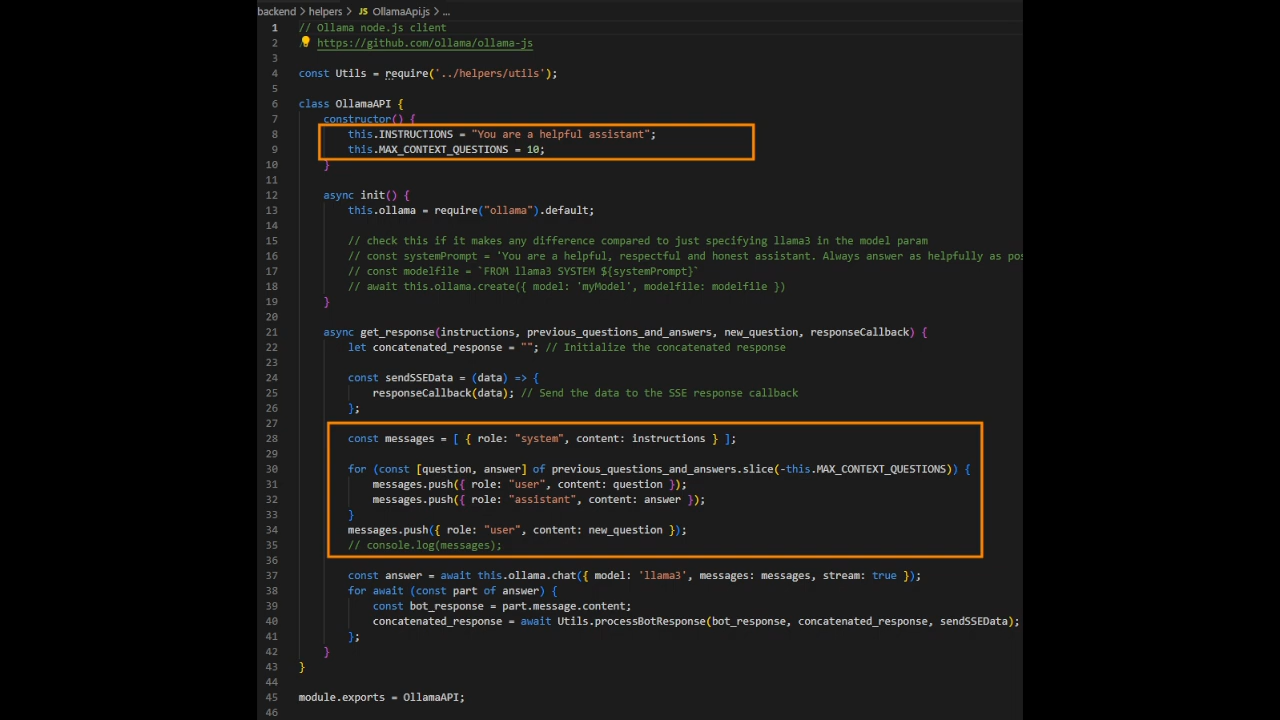 backend > helpers > JS OllamaApi.js > ...
1 // Ollama node.js client
2 // https://github.com/ollama/ollama-js
3
4 const Utils = require('../helpers/utils');
5
6 class OllamaAPI {
7 constructor() {
8 this.INSTRUCTIONS = "You are a helpful assistant";
9 this.MAX_CONTEXT_QUESTIONS = 10;
10 }
11
12 async init() {
13 this.ollama = require("ollama").default;
14
15 // check this if it makes any difference compared to just specifying llama3 in the model param
16 // const systemPrompt = 'You are a helpful, respectful and honest assistant. Always answer as helpfully as pos
17 // const modelfile = `FROM llama3 SYSTEM ${systemPrompt}`
18 // await this.ollama.create({ model: 'myModel', modelfile: modelfile })
19 }
20
21 async get_response(instructions, previous_questions_and_answers, new_question, responseCallback) {
22 let concatenated_response = ""; // Initialize the concatenated response
23
24 const sendSSEData = (data) => {
25 responseCallback(data); // Send the data to the SSE response callback
26 };
27
28 const messages = [ { role: "system", content: instructions } ];
29
30 for (const [question, answer] of previous_questions_and_answers.slice(-this.MAX_CONTEXT_QUESTIONS)) {
31 messages.push({ role: "user", content: question });
32 messages.push({ role: "assistant", content: answer });
33 }
34 messages.push({ role: "user", content: new_question });
35 // console.log(messages);
36
37 const answer = await this.ollama.chat({ model: 'llama3', messages: messages, stream: true });
38 for await (const part of answer) {
39 const bot_response = part.message.content;
40 concatenated_response = await Utils.processBotResponse(bot_response, concatenated_response, sendSSEData);
41 };
42 }
43 }
44
45 module.exports = OllamaAPI;
46